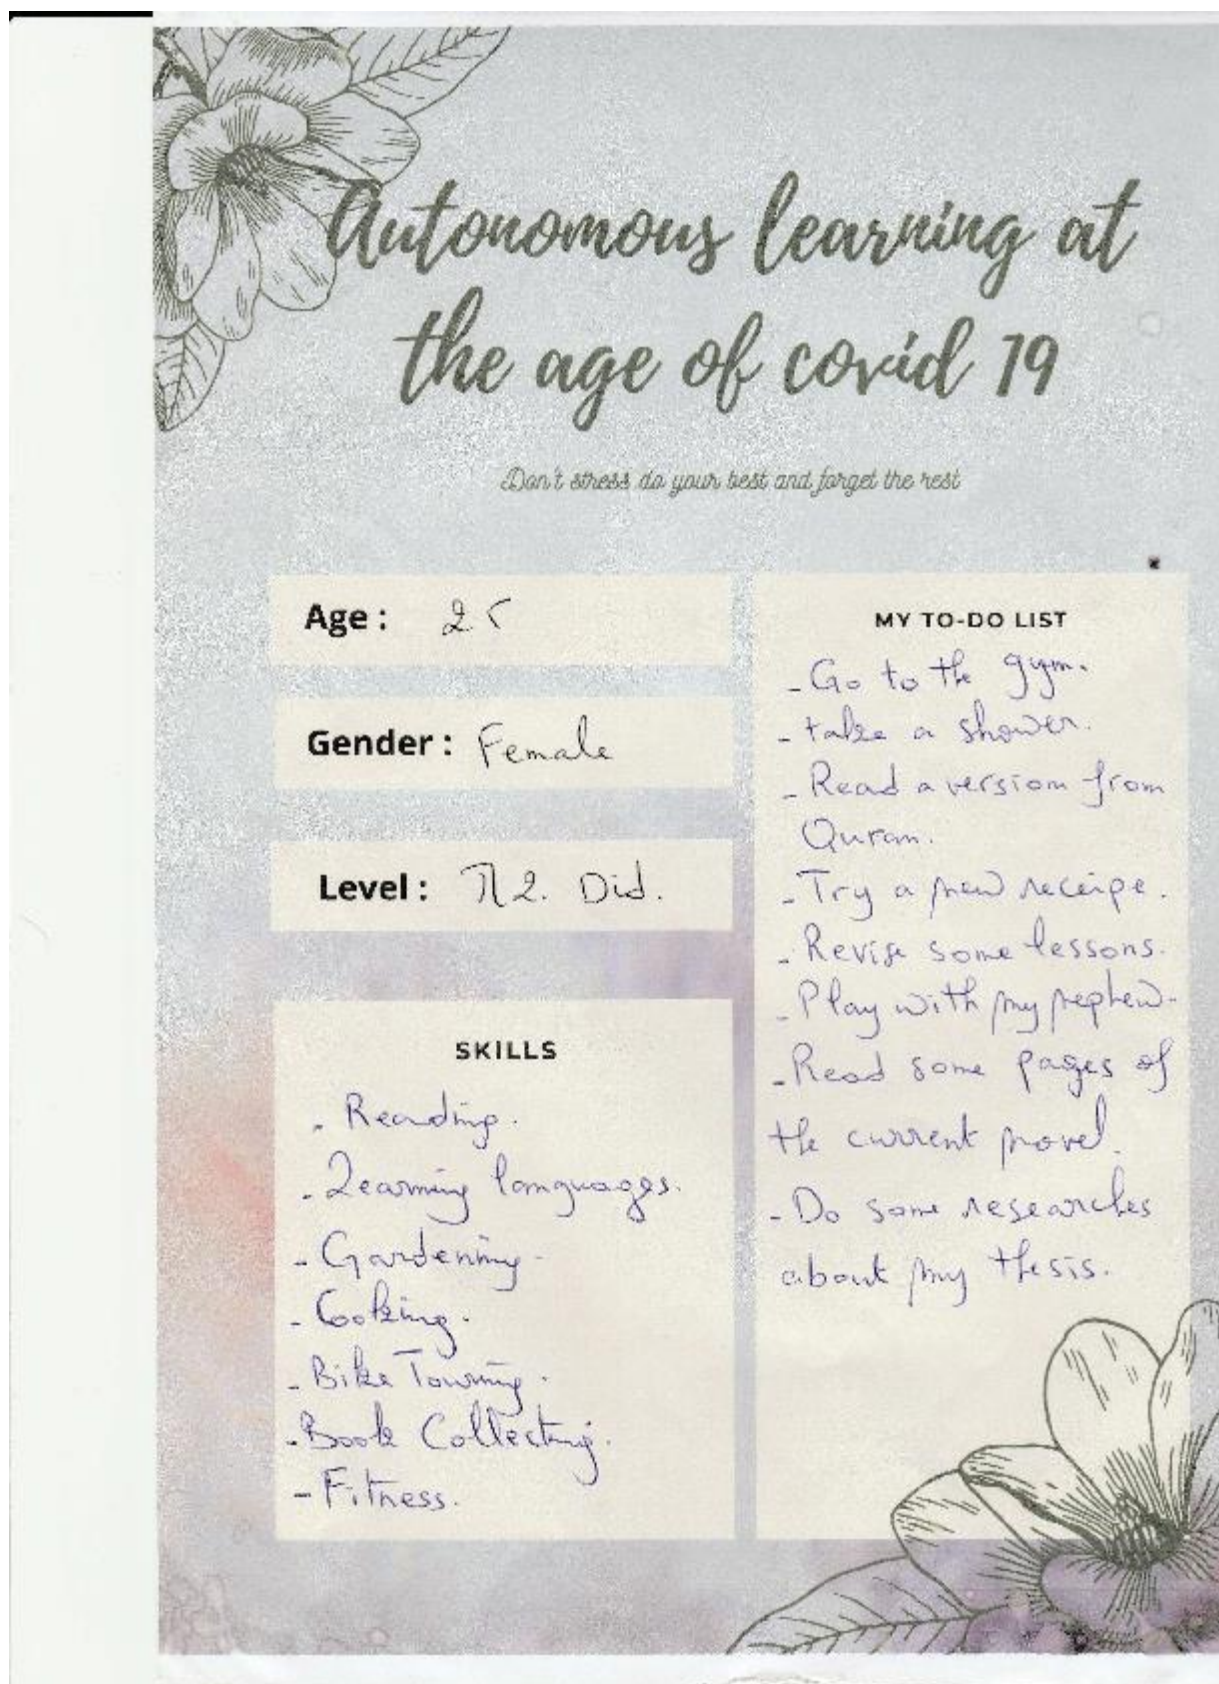 Autonomous learning at
the age of covid 19
Don't stress do your best and forget the rest
Age : 25
Gender : Female
Level : M2. Did.
SKILLS
- Reading.
- Learning languages.
- Gardening.
- Cooking.
- Bike Touring.
- Book Collecting.
- Fitness.
MY TO-DO LIST
- Go to the gym.
- take a shower.
- Read a version from
Quran.
- Try a new receipe.
- Revise some lessons.
- Play with my nephew.
- Read some pages of
the current novel.
- Do some researches
about my thesis.